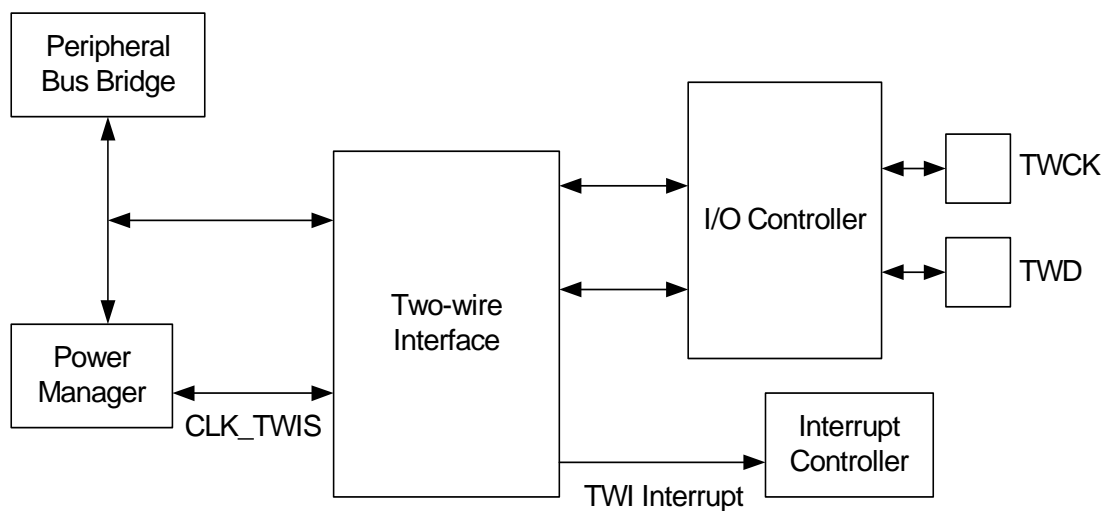 Peripheral
Bus Bridge
TWCK
I/O Controller
TWD
Two-wire
Interface
Power
Manager
CLK_TWIS
Interrupt
Controller
TWI Interrupt